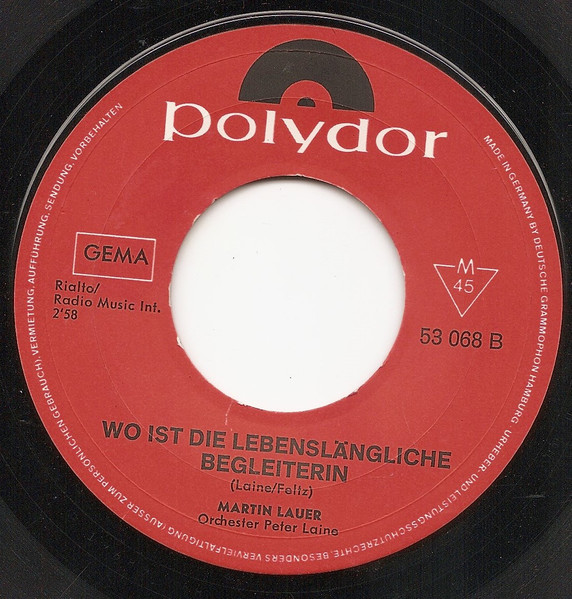 polydor
GEMA
Rialto/
Radio Music Int.
2'58
M
45
53 068 B
WO IST DIE LEBENSLÄNGLICHE
BEGLEITERIN
(Laine/Feltz)
MARTIN LAUER
Orchester Peter Laine
MADE IN GERMANY BY DEUTSCHE GRAMMOPHON HAMBURG URHEBER- UND LEISTUNGSSCHUTZRECHTE BESONDERS VERVIELFÄLTIGUNG (AUSSER ZUM PERSÖNLICHEN GEBRAUCH), VERMIETUNG, AUFFÜHRUNG, SENDUNG, VORBEHALTEN